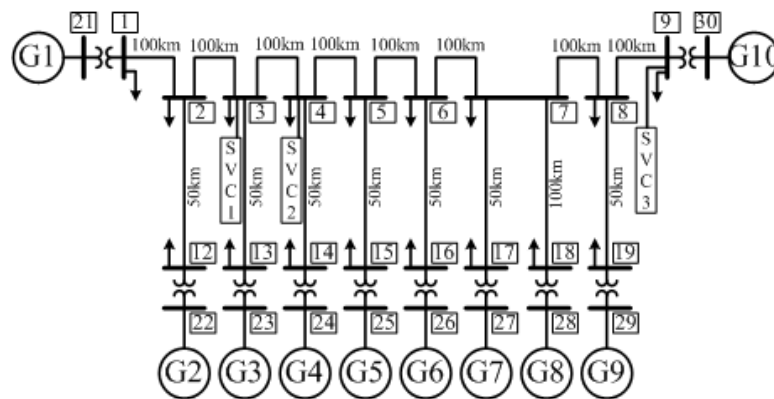 21 1 9 30
G1 100km 100km 100km 100km 100km 100km 100km 100km G10
2 3 4 5 6 7 8
SVC1 SVC2 SVC3
50km 50km 50km 50km 50km 50km 100km 50km
12 13 14 15 16 17 18 19
22 23 24 25 26 27 28 29
G2 G3 G4 G5 G6 G7 G8 G9